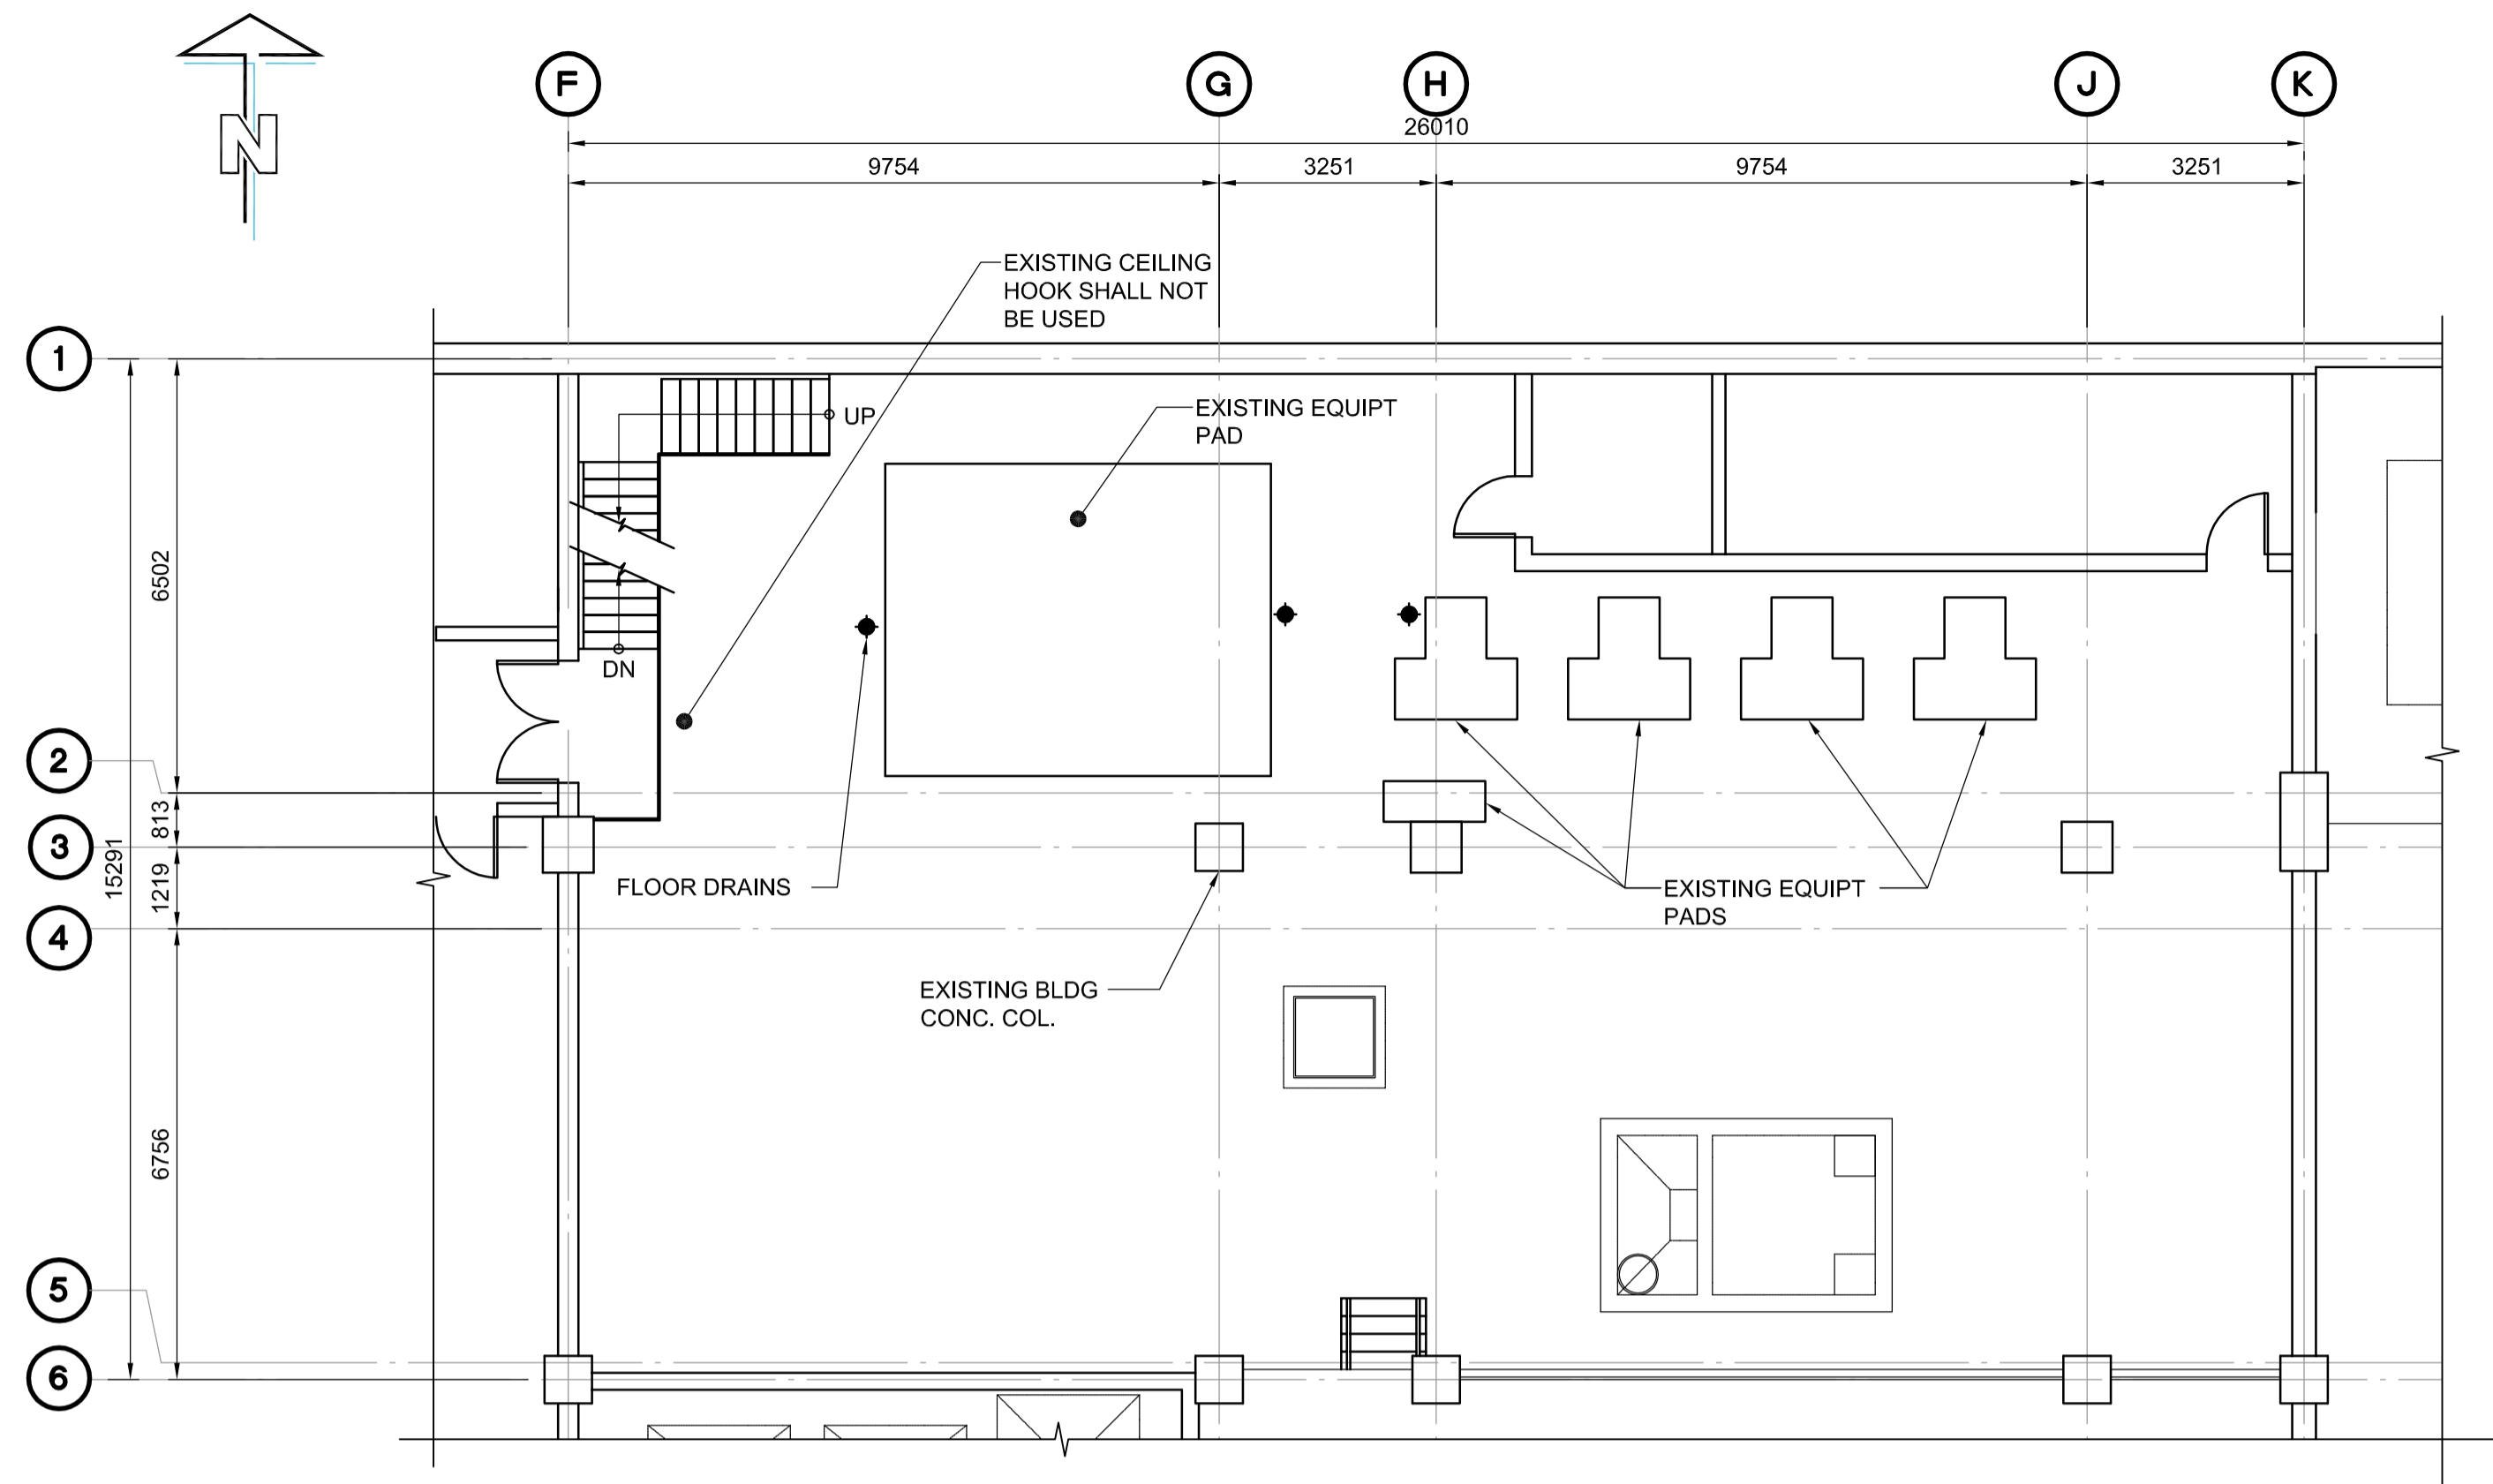 N
F
G
H
J
K
26010
9754
3251
9754
3251
EXISTING CEILING
HOOK SHALL NOT
BE USED
1
UP
EXISTING EQUIPT
PAD
6502
DN
2
813
3
15291
1219
FLOOR DRAINS
EXISTING EQUIPT
PADS
4
EXISTING BLDG
CONC. COL.
6756
5
6